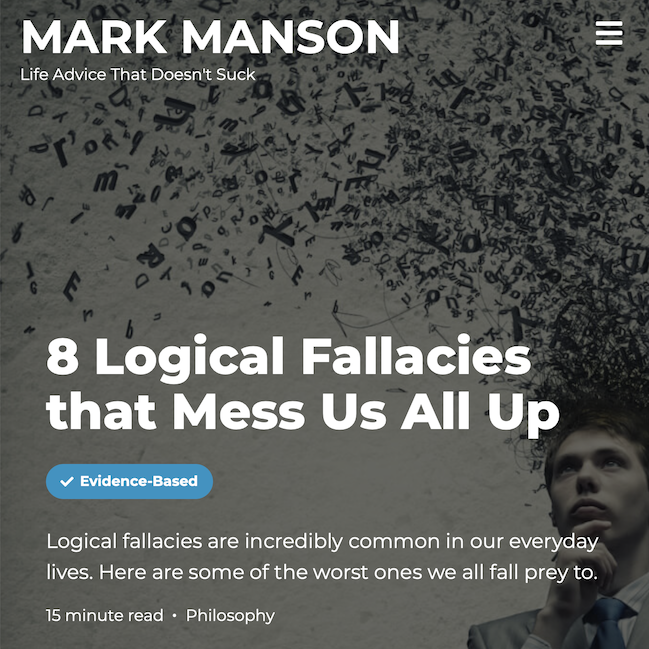 MARK MANSON
Life Advice That Doesn't Suck
8 Logical Fallacies
that Mess Us All Up
Evidence-Based
Logical fallacies are incredibly common in our everyday
lives. Here are some of the worst ones we all fall prey to.
15 minute read • Philosophy